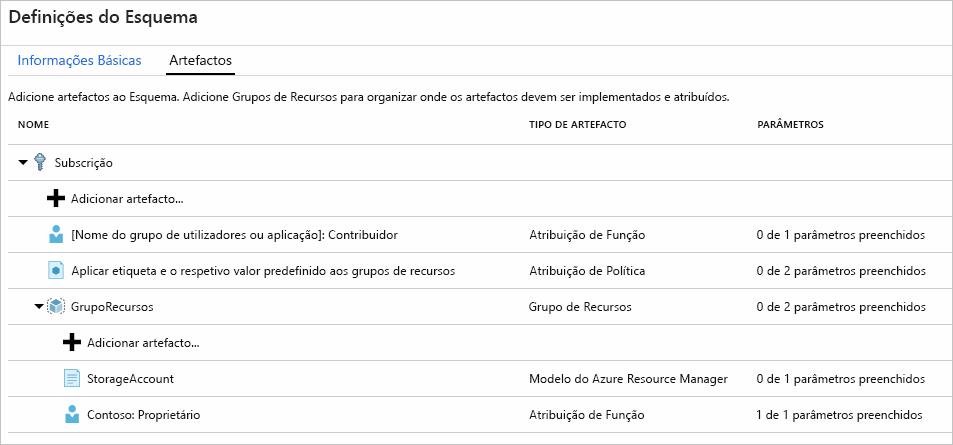 Definições do Esquema
Informações Básicas Artefactos
Adicione artefactos ao Esquema. Adicione Grupos de Recursos para organizar onde os artefactos devem ser implementados e atribuídos.
NOME TIPO DE ARTEFACTO PARÂMETROS
Subscrição
Adicionar artefacto...
[Nome do grupo de utilizadores ou aplicação]: Contribuidor Atribuição de Função 0 de 1 parâmetros preenchidos
Aplicar etiqueta e o respetivo valor predefinido aos grupos de recursos Atribuição de Política 0 de 2 parâmetros preenchidos
GrupoRecursos Grupo de Recursos 0 de 2 parâmetros preenchidos
Adicionar artefacto...
StorageAccount Modelo do Azure Resource Manager 0 de 1 parâmetros preenchidos
Contoso: Proprietário Atribuição de Função 1 de 1 parâmetros preenchidos